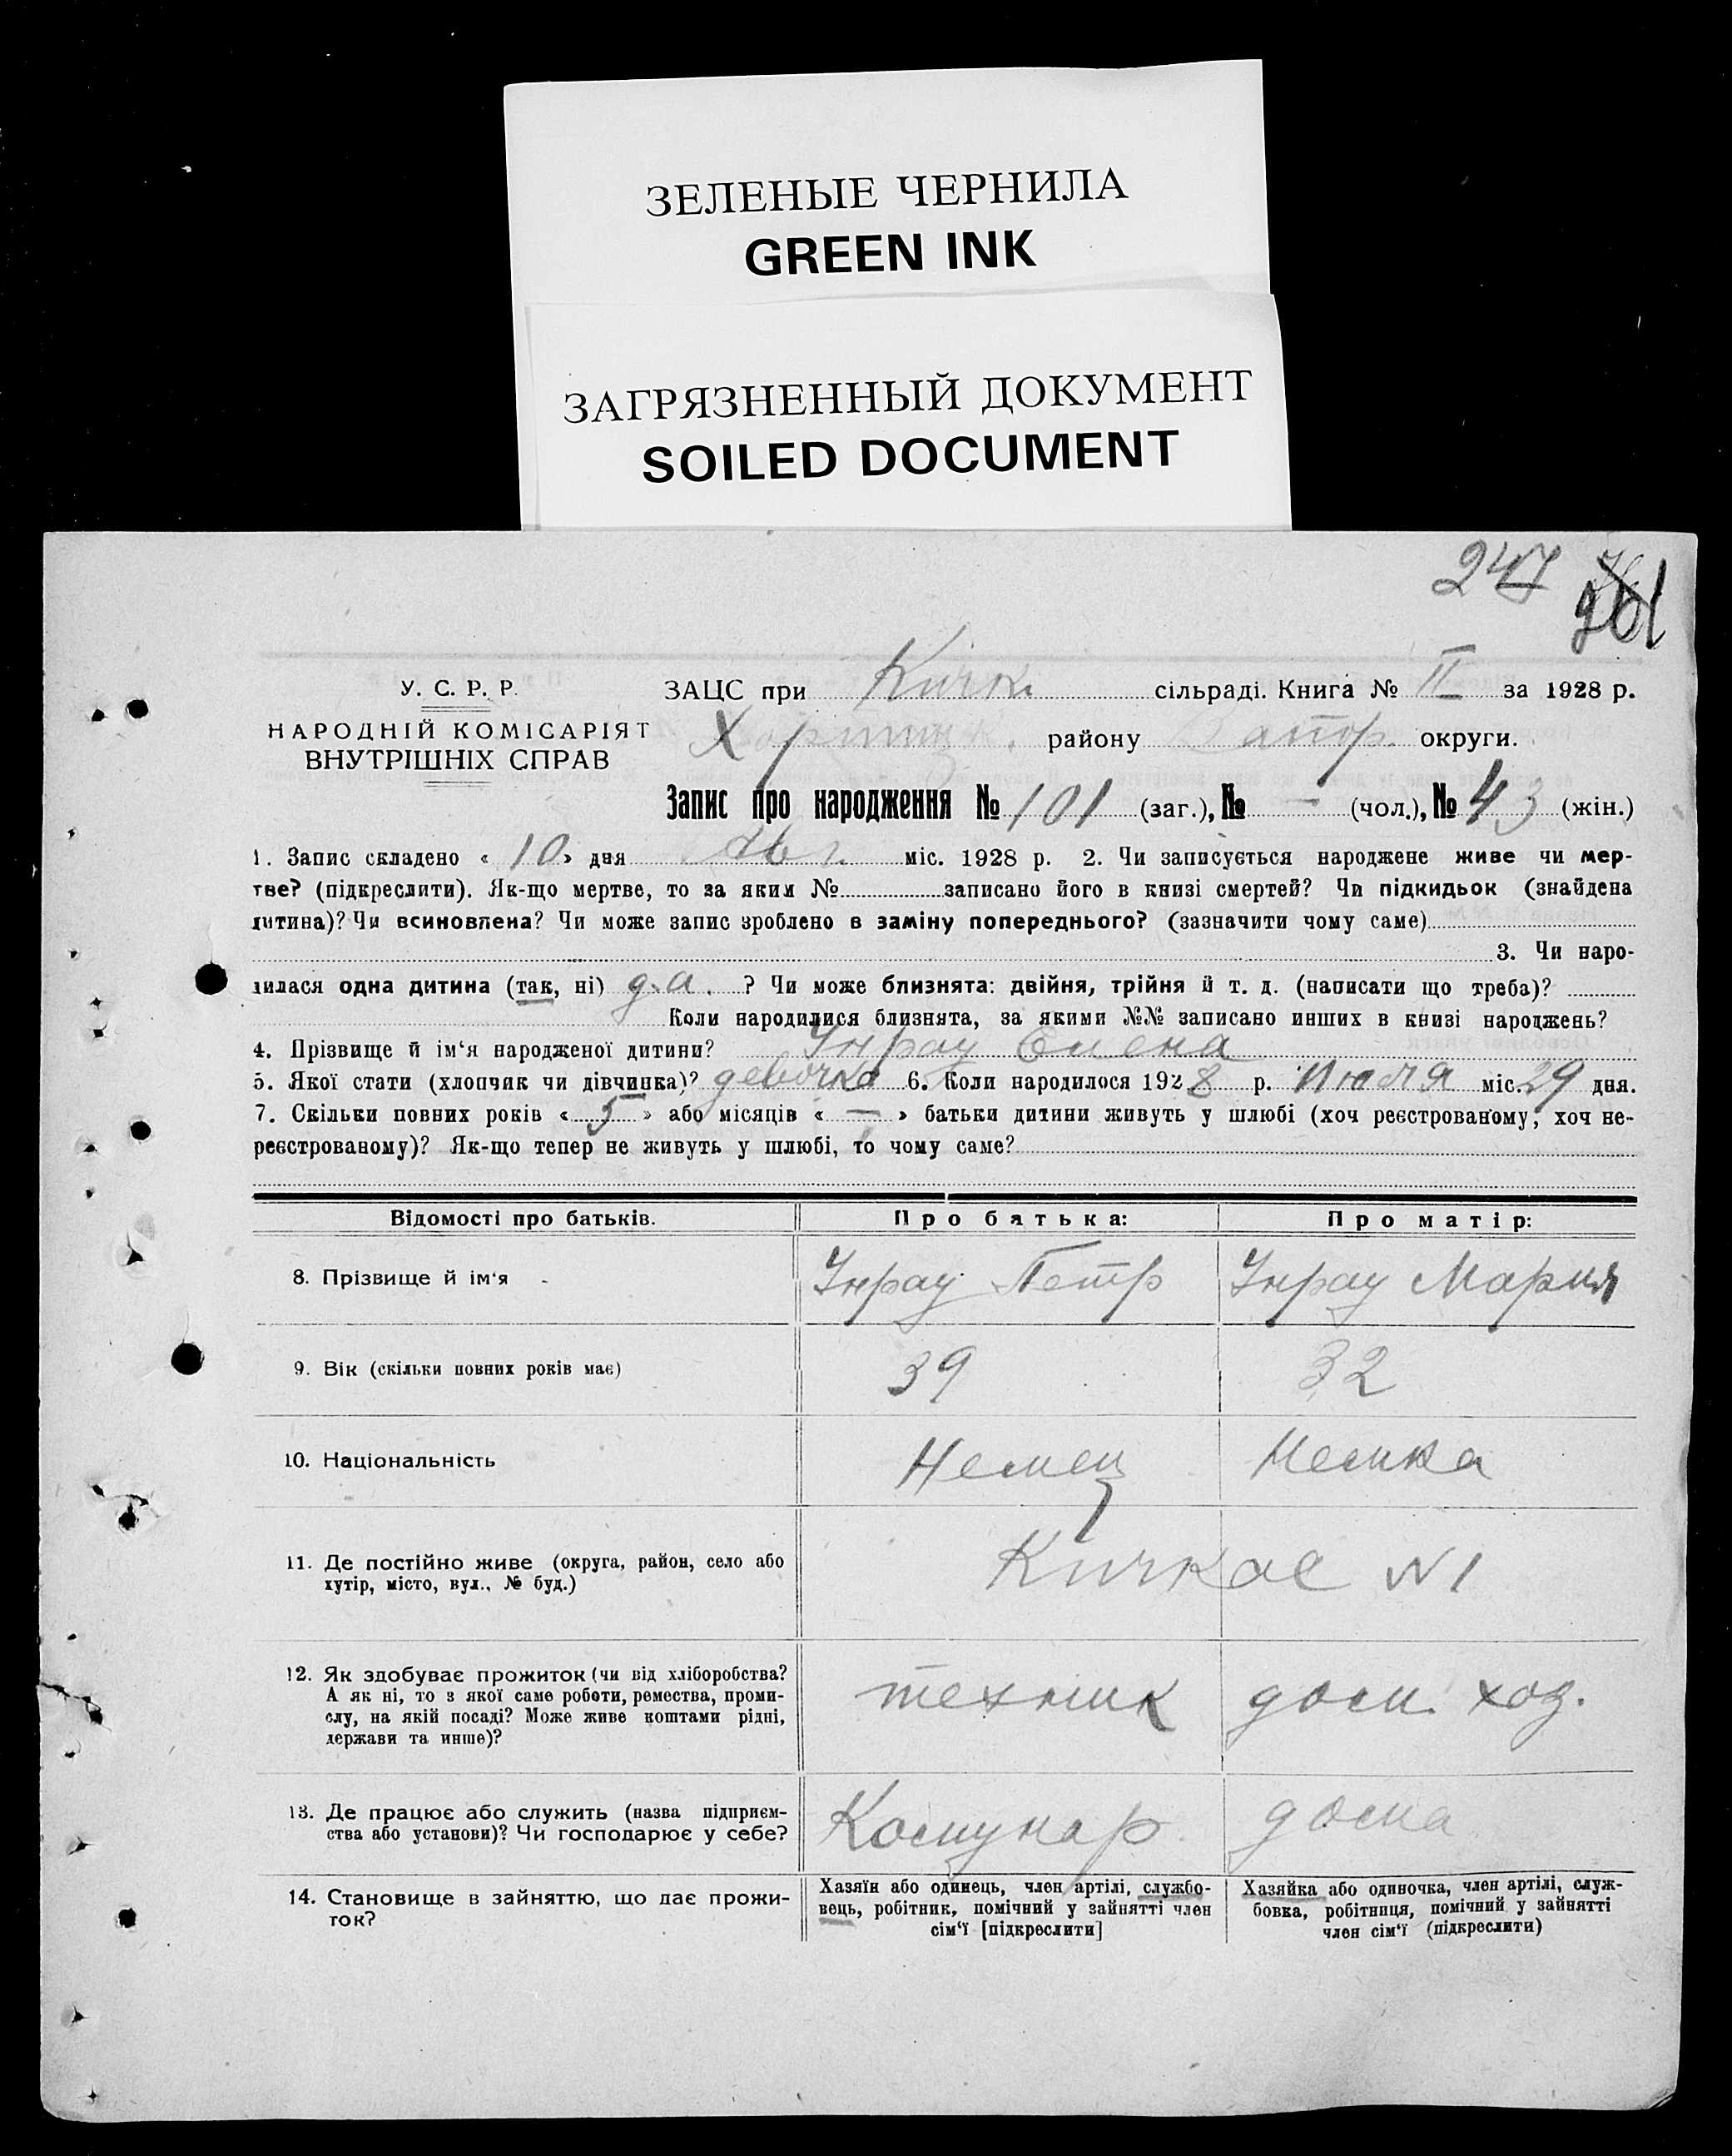 ЗЕЛЕНЫЕ ЧЕРНИЛА
GREEN INK
ЗАГРЯЗНЕННЫЙ ДОКУМЕНТ
SOILED DOCUMENT
247
У. С. Р. Р.
НАРОДНІЙ КОМІСАРІЯТ
ВНУТРІШНІХ СПРАВ
ЗАЦС при Кичк. сільраді. Книга № II за 1928 р.
Хортиц. району Запор. округи.
Запис про народження № 101 (заг.), № — (чол.), № 43 (жін.)
1. Запис складено « 10 » дня Авг. міс. 1928 р. 2. Чи записується народжене живе чи мер-
тве? (підкреслити). Як-що мертве, то за яким № записано його в книзі смертей? Чи підкидьок (знайдена
дитина)? Чи всиновлена? Чи може запис зроблено в заміну попереднього? (зазначити чому саме)
3. Чи наро-
дилася одна дитина (так, ні) да. ? Чи може близнята: двійня, трійня й т. д. (написати що треба)?
Коли народилися близнята, за якими №№ записано инших в книзі народжень?
4. Прізвище й ім‘я народженої дитини? Унрау Елена
5. Якої стати (хлопчик чи дівчинка)? девочка 6. Коли народилося 1928 р. Июля міс. 29 дня.
7. Скільки повних років « 5 » або місяців « — » батьки дитини живуть у шлюбі (хоч реєстрованому, хоч не-
реєстрованому)? Як-що тепер не живуть у шлюбі, то чому саме?
Відомості про батьків. Про батька: Про матір:
8. Прізвище й ім‘я Унрау Петр Унрау Мария
9. Вік (скільки повних років має) 39 32
10. Національність Немец Немка
11. Де постійно живе (округа, район, село або
хутір, місто, вул., № буд.) Кичкас N 1
12. Як здобуває прожиток (чи від хліборобства?
А як ні, то з якої саме роботи, ремества, проми-
слу, на якій посаді? Може живе коштами рідні,
держави та инше)? техник дом. хоз.
13. Де працює або служить (назва підприєм-
ства або установи)? Чи господарює у себе? Комунар дома
14. Становище в зайняттю, що дає прожи-
ток?
Хазяїн або одинець, член артілі, службо-
вець, робітник, помічний у зайнятті член
сім‘ї [підкреслити]
Хазяйка або одиночка, член артілі, служ-
бовка, робітниця, помічний у зайнятті
член сім‘ї (підкреслити)